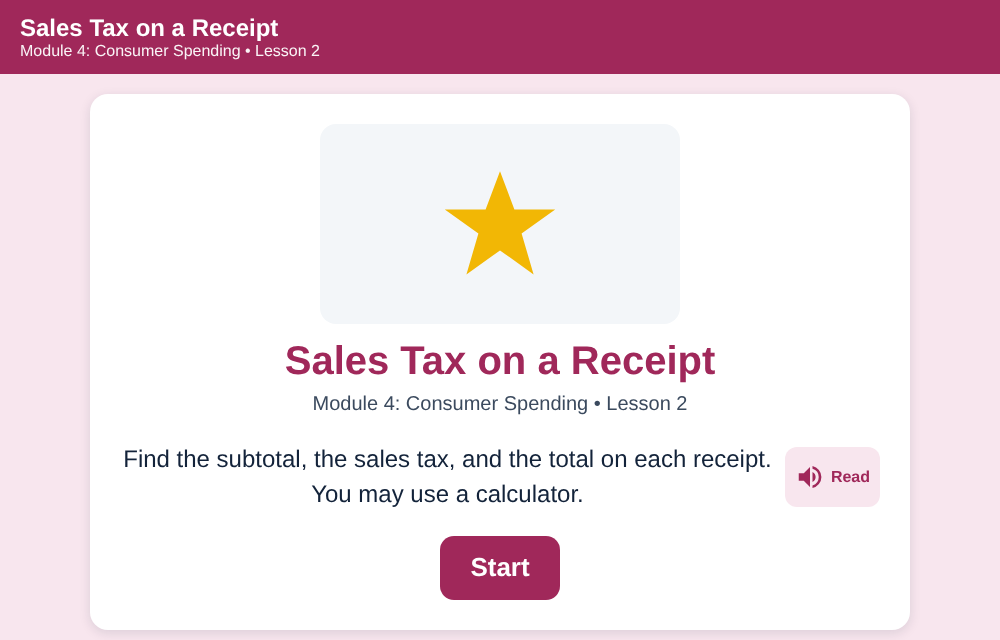 Sales Tax on a Receipt
Module 4: Consumer Spending • Lesson 2
Sales Tax on a Receipt
Module 4: Consumer Spending • Lesson 2
Find the subtotal, the sales tax, and the total on each receipt.
You may use a calculator.
Read
Start